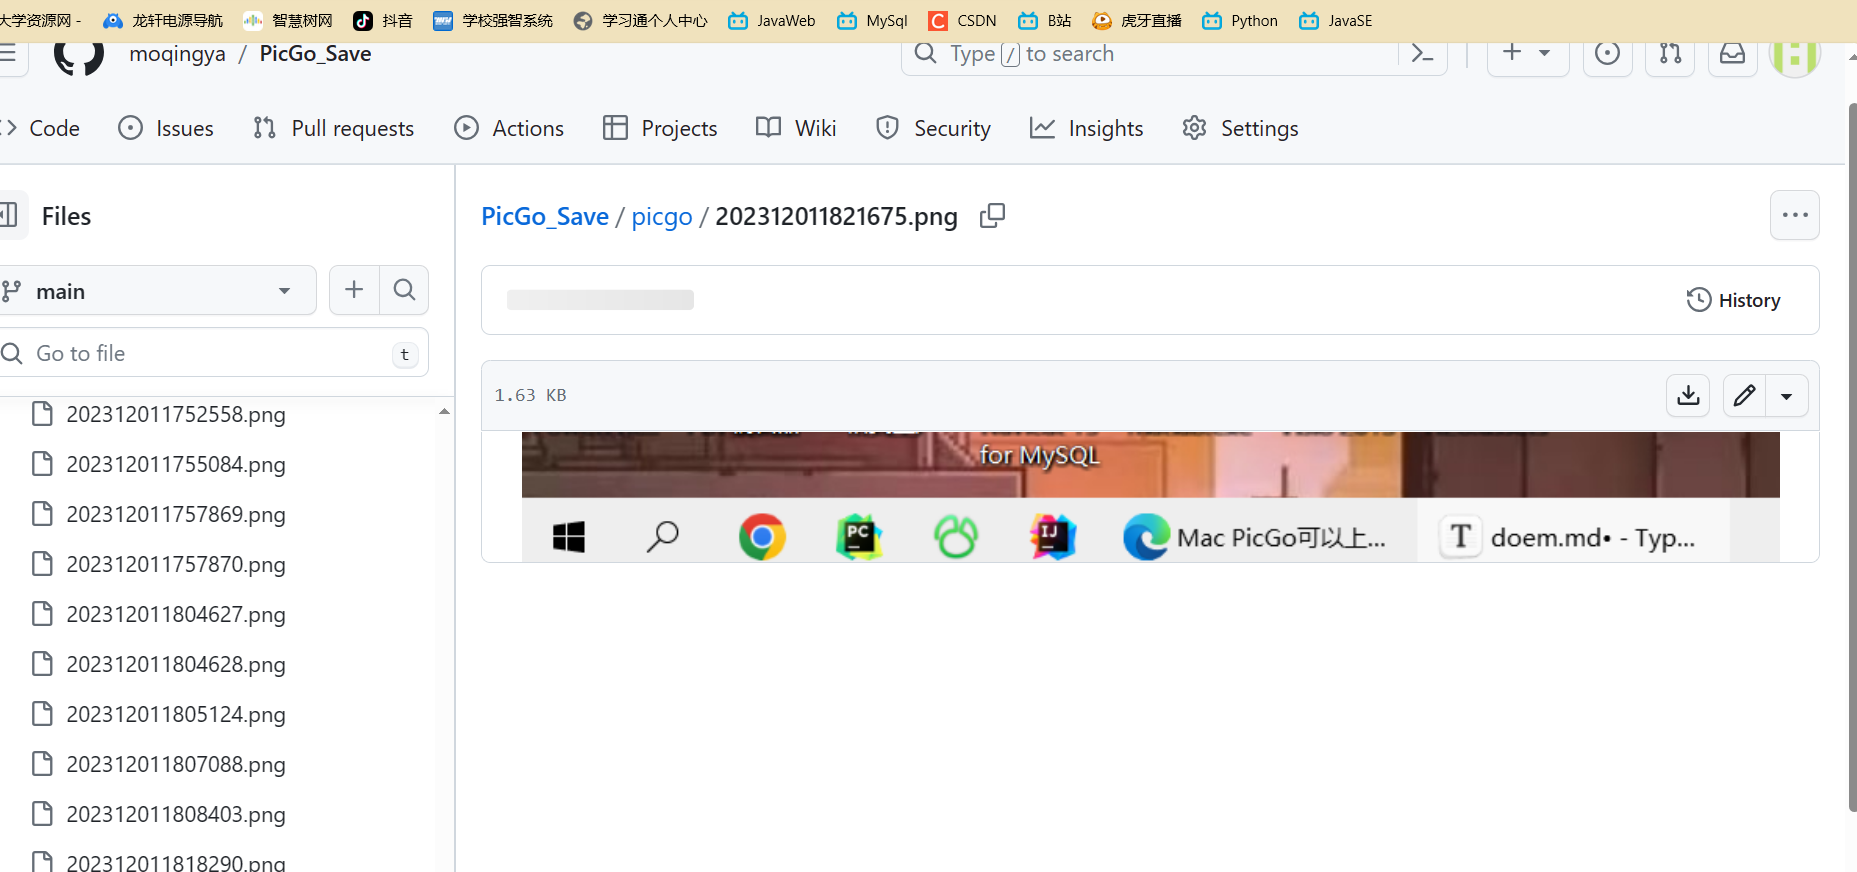 大学资源网 -
龙轩电源导航
智慧树网
抖音
学校强智系统
学习通个人中心
JavaWeb
MySql
CSDN
B站
虎牙直播
Python
JavaSE
moqingya / PicGo_Save
Type / to search
Code
Issues
Pull requests
Actions
Projects
Wiki
Security
Insights
Settings
Files
main
Go to file
t
202312011752558.png
202312011755084.png
202312011757869.png
202312011757870.png
202312011804627.png
202312011804628.png
202312011805124.png
202312011807088.png
202312011808403.png
202312011818290.png
PicGo_Save / picgo / 202312011821675.png
History
1.63 KB
for MySQL
PC
IJ
Mac PicGo可以上...
T
doem.md• - Typ...